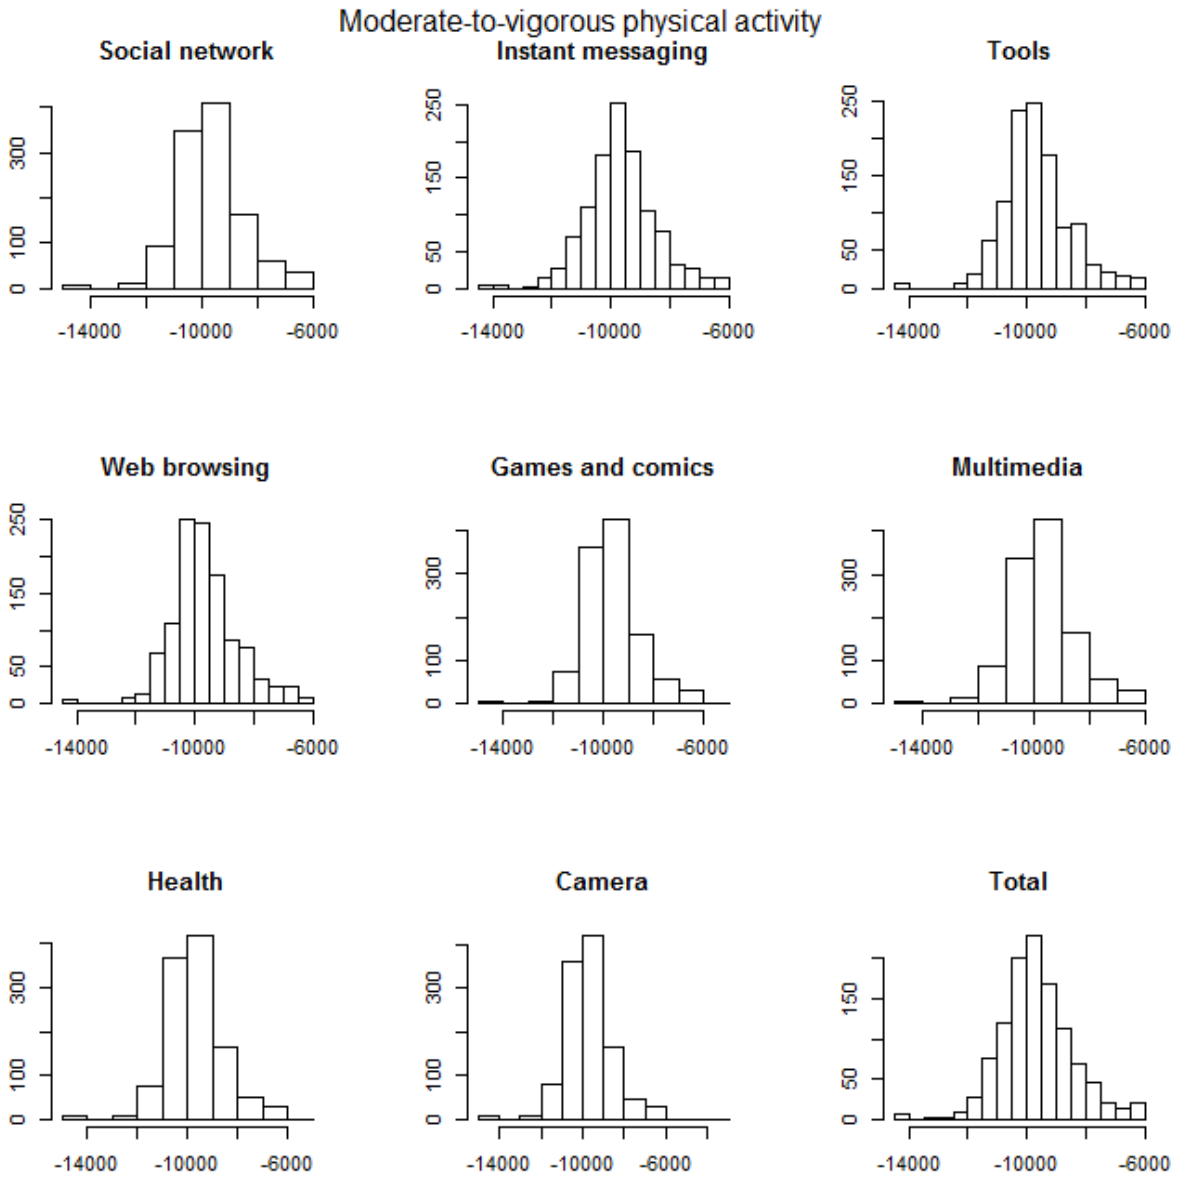 Moderate-to-vigorous physical activity
Social network
300
100
0
-14000 -10000 -6000
Instant messaging
250
150
50
0
-14000 -10000 -6000
Tools
250
150
50
0
-14000 -10000 -6000
Web browsing
250
150
50
0
-14000 -10000 -6000
Games and comics
300
100
0
-14000 -10000 -6000
Multimedia
300
100
0
-14000 -10000 -6000
Health
300
100
0
-14000 -10000 -6000
Camera
300
100
0
-14000 -10000 -6000
Total
150
50
0
-14000 -10000 -6000